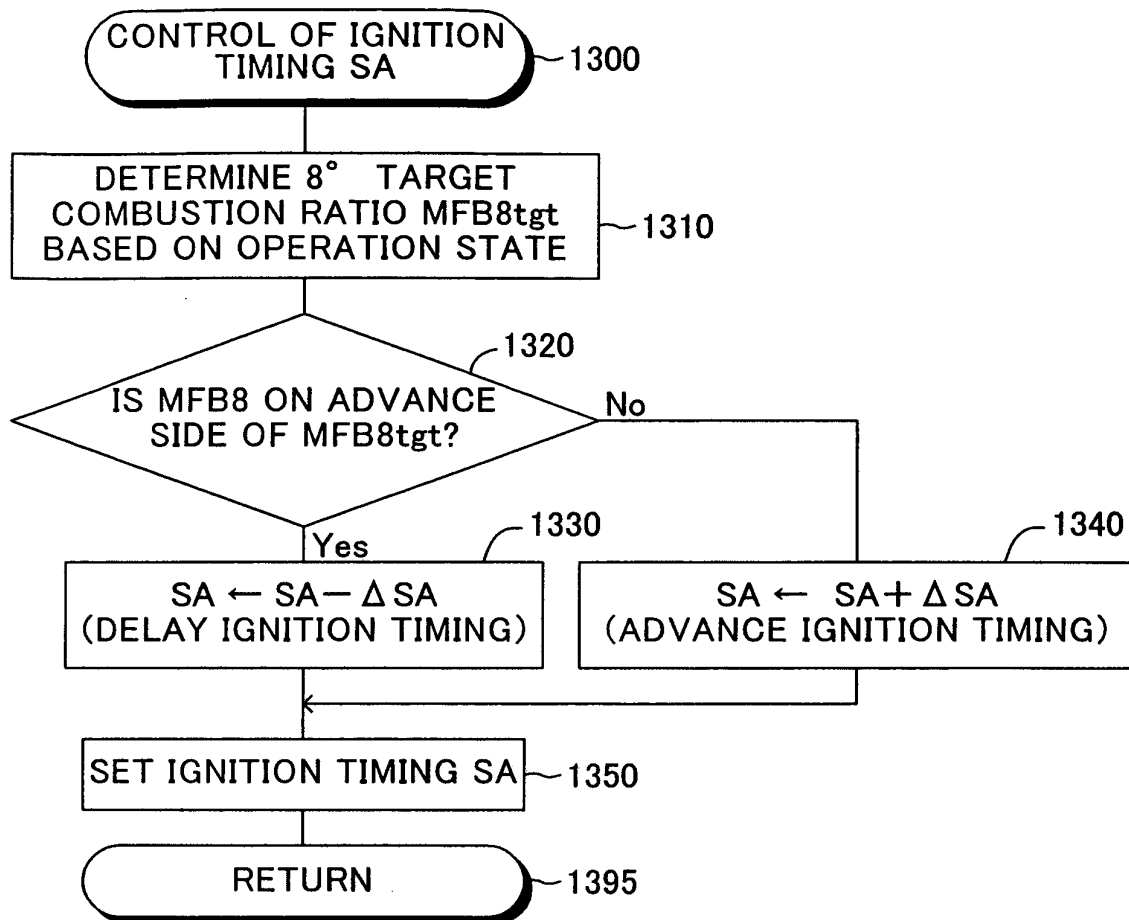 CONTROL OF IGNITION
TIMING SA
1300
DETERMINE 8° TARGET
COMBUSTION RATIO MFB8tgt
BASED ON OPERATION STATE
1310
1320
IS MFB8 ON ADVANCE
SIDE OF MFB8tgt?
No
Yes
1330
SA ← SA − Δ SA
(DELAY IGNITION TIMING)
1340
SA ← SA + Δ SA
(ADVANCE IGNITION TIMING)
SET IGNITION TIMING SA
1350
RETURN
1395